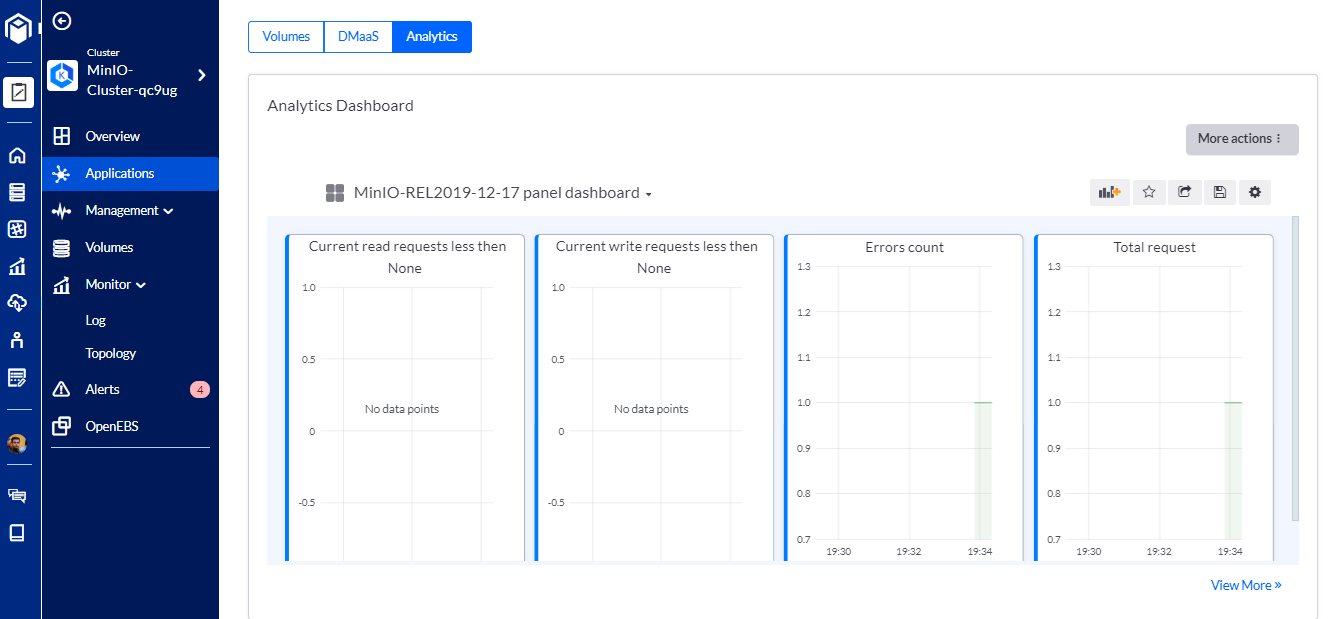 Cluster
MinIO-
Cluster-qc9ug
Overview
Applications
Management
Volumes
Monitor
Log
Topology
Alerts 4
OpenEBS
Volumes DMaaS Analytics
Analytics Dashboard
More actions
MinIO-REL2019-12-17 panel dashboard
Current read requests less then
None
1.0
0.5
No data points
0
-0.5
Current write requests less then
None
1.0
0.5
No data points
0
-0.5
Errors count
1.3
1.2
1.1
1.0
0.9
0.8
0.7
19:30 19:32 19:34
Total request
1.3
1.2
1.1
1.0
0.9
0.8
0.7
19:30 19:32 19:34
View More »